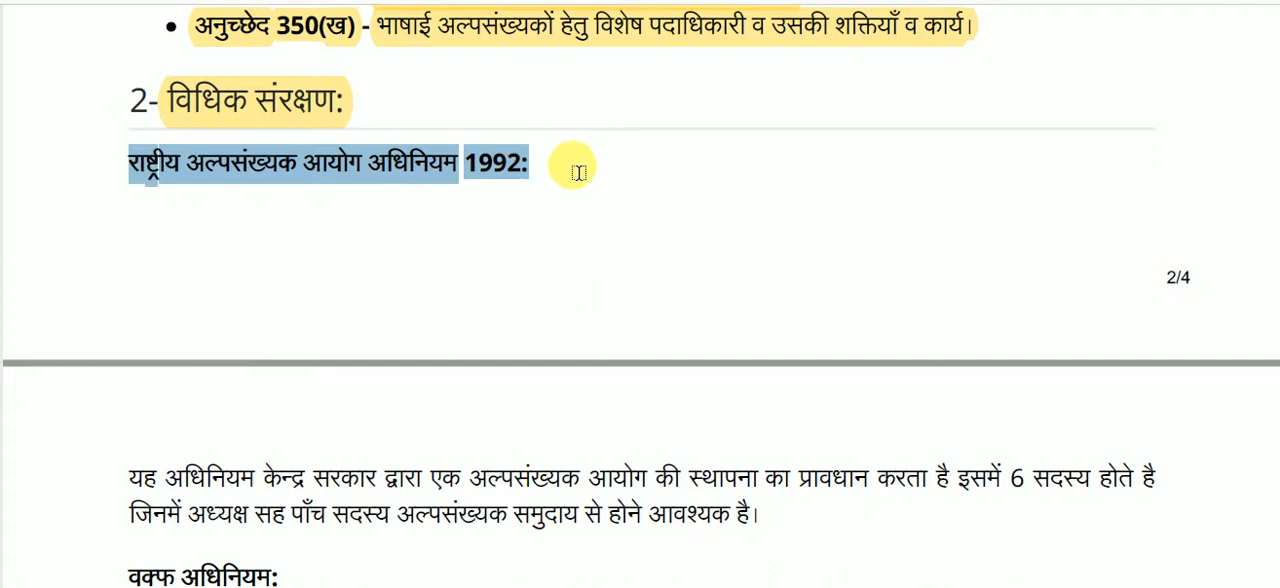 • अनुच्छेद 350(ख) - भाषाई अल्पसंख्यकों हेतु विशेष पदाधिकारी व उसकी शक्तियाँ व कार्य।
2- विधिक संरक्षण:
राष्ट्रीय अल्पसंख्यक आयोग अधिनियम 1992:
2/4
यह अधिनियम केन्द्र सरकार द्वारा एक अल्पसंख्यक आयोग की स्थापना का प्रावधान करता है इसमें 6 सदस्य होते है
जिनमें अध्यक्ष सह पाँच सदस्य अल्पसंख्यक समुदाय से होने आवश्यक है।
वक्फ अधिनियम: